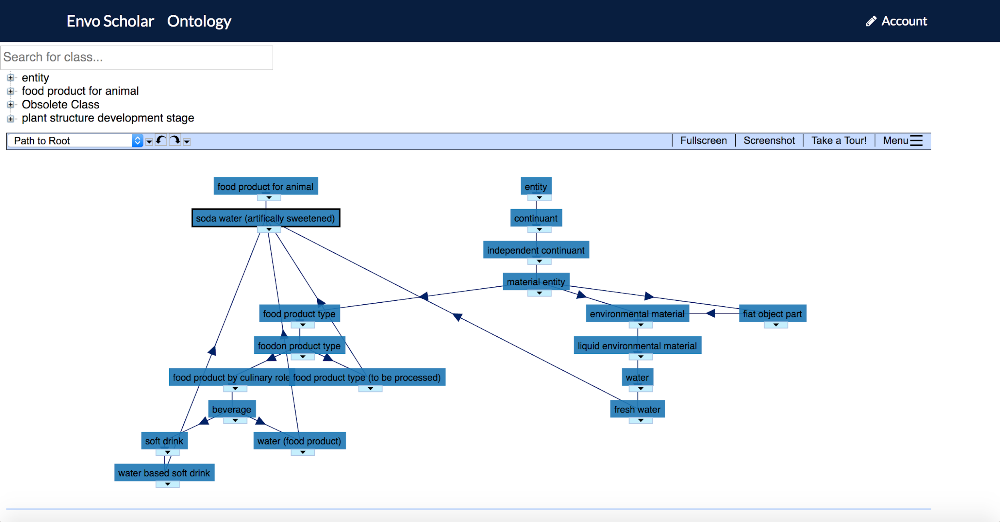 Envo Scholar Ontology Account
Search for class...
entity
food product for animal
Obsolete Class
plant structure development stage
Path to Root Fullscreen Screenshot Take a Tour! Menu
food product for animal entity
soda water (artifically sweetened) continuant
independent continuant
material entity
food product type environmental material fiat object part
foodon product type liquid environmental material
food product by culinary role food product type (to be processed) water
beverage fresh water
soft drink water (food product)
water based soft drink